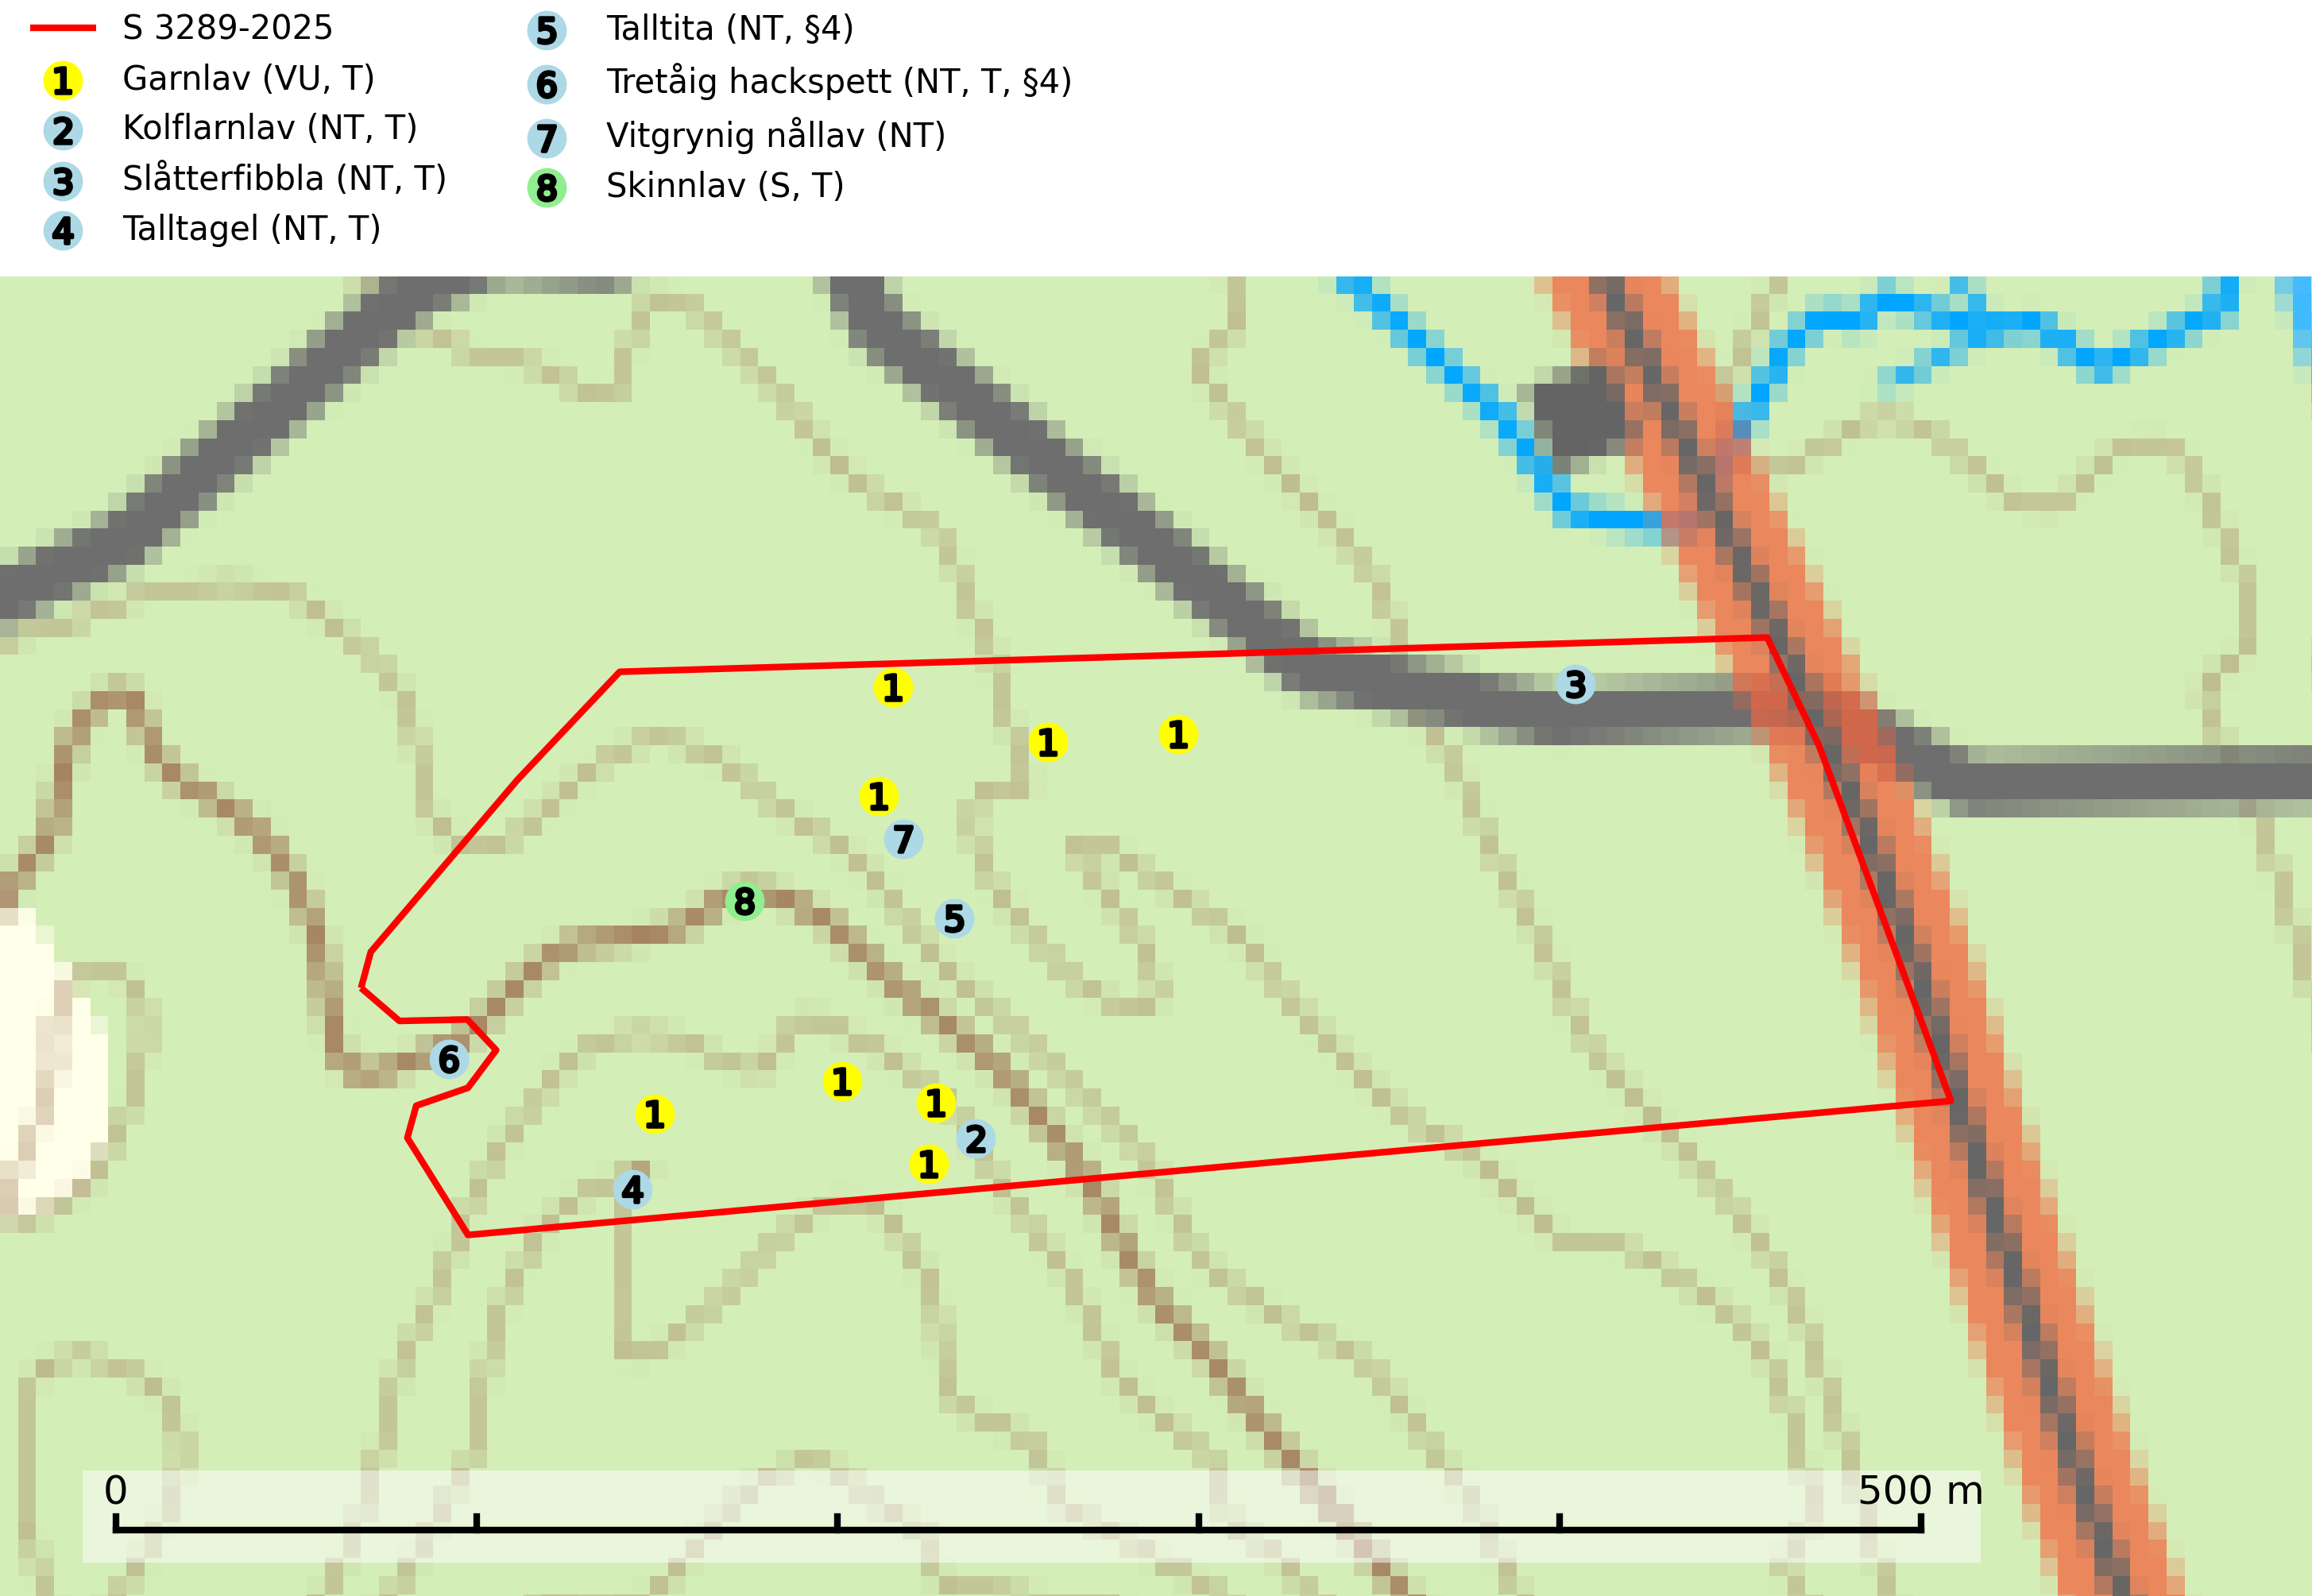 S 3289-2025
1 Garnlav (VU, T)
2 Kolflarnlav (NT, T)
3 Slåtterfibbla (NT, T)
4 Talltagel (NT, T)
5 Talltita (NT, §4)
6 Tretåig hackspett (NT, T, §4)
7 Vitgrynig nållav (NT)
8 Skinnlav (S, T)
1
3
1
1
1
7
8
5
6
1
1
1
2
1
4
0
500 m